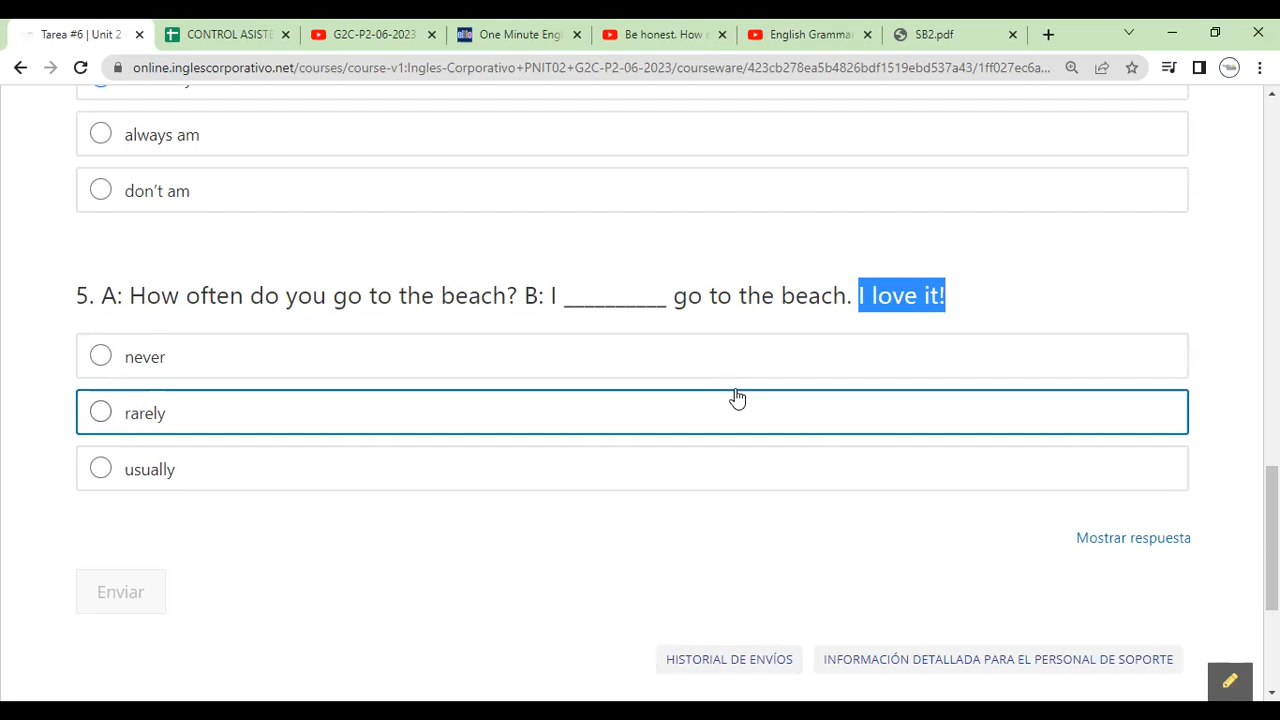 Tarea #6 | Unit 2
CONTROL ASISTE
G2C-P2-06-2023
elllo
One Minute Engl
Be honest. How o
English Gramma
SB2.pdf
online.inglescorporativo.net/courses/course-v1:Ingles-Corporativo+PNIT02+G2C-P2-06-2023/courseware/423cb278ea5b4826bdf1519ebd537a43/1ff027ec6a...
always am
don't am
5. A: How often do you go to the beach? B: I __________ go to the beach. I love it!
never
rarely
usually
Mostrar respuesta
Enviar
HISTORIAL DE ENVÍOS
INFORMACIÓN DETALLADA PARA EL PERSONAL DE SOPORTE